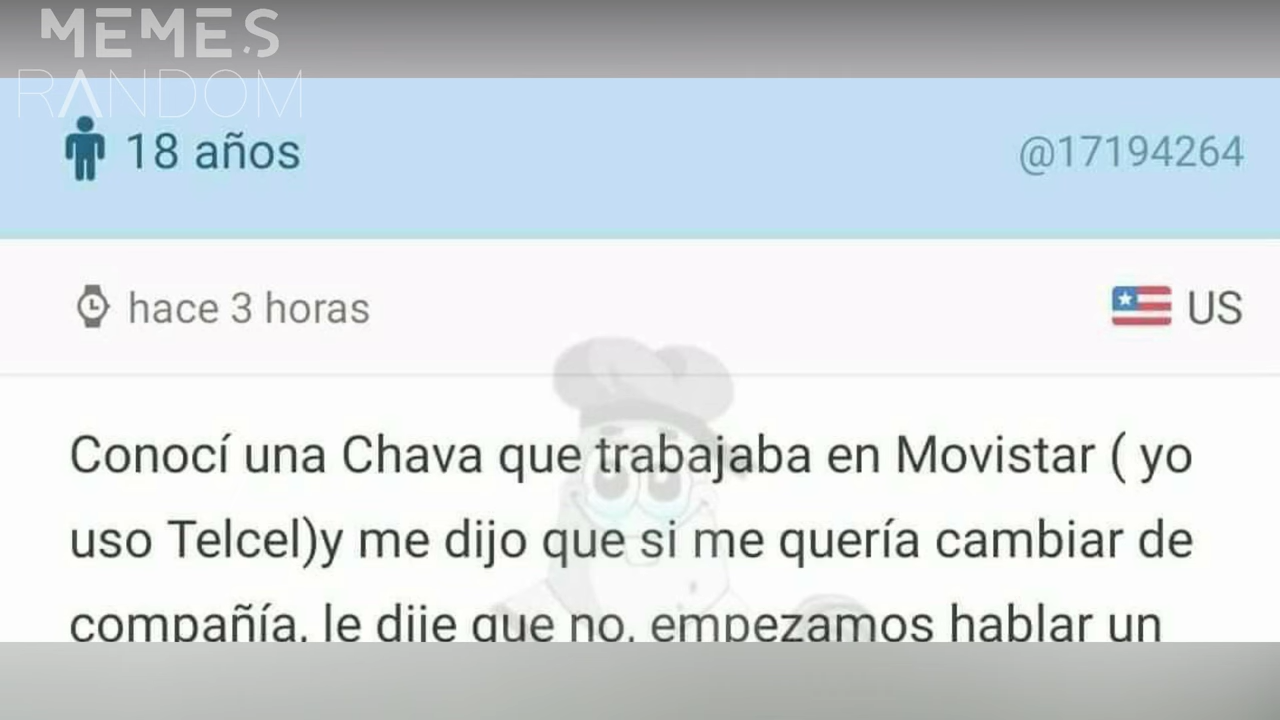 MEMES
RANDOM
18 años
@17194264
hace 3 horas
US
Conocí una Chava que trabajaba en Movistar ( yo
uso Telcel)y me dijo que si me quería cambiar de
compañía, le dije que no, empezamos hablar un